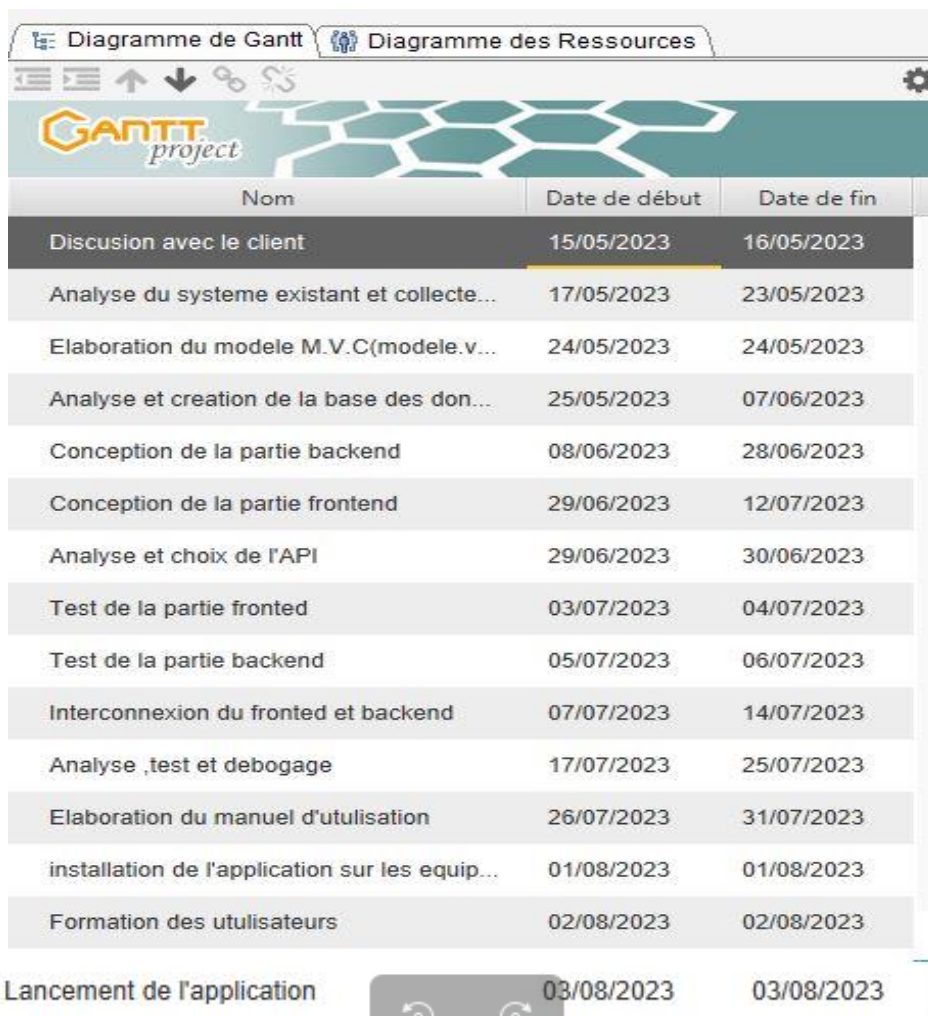 Diagramme de Gantt Diagramme des Ressources
GANTT
project
Nom Date de début Date de fin
Discusion avec le client 15/05/2023 16/05/2023
Analyse du systeme existant et collecte... 17/05/2023 23/05/2023
Elaboration du modele M.V.C(modele.v... 24/05/2023 24/05/2023
Analyse et creation de la base des don... 25/05/2023 07/06/2023
Conception de la partie backend 08/06/2023 28/06/2023
Conception de la partie frontend 29/06/2023 12/07/2023
Analyse et choix de l'API 29/06/2023 30/06/2023
Test de la partie fronted 03/07/2023 04/07/2023
Test de la partie backend 05/07/2023 06/07/2023
Interconnexion du fronted et backend 07/07/2023 14/07/2023
Analyse ,test et debogage 17/07/2023 25/07/2023
Elaboration du manuel d'utulisation 26/07/2023 31/07/2023
installation de l'application sur les equip... 01/08/2023 01/08/2023
Formation des utulisateurs 02/08/2023 02/08/2023
Lancement de l'application 03/08/2023 03/08/2023